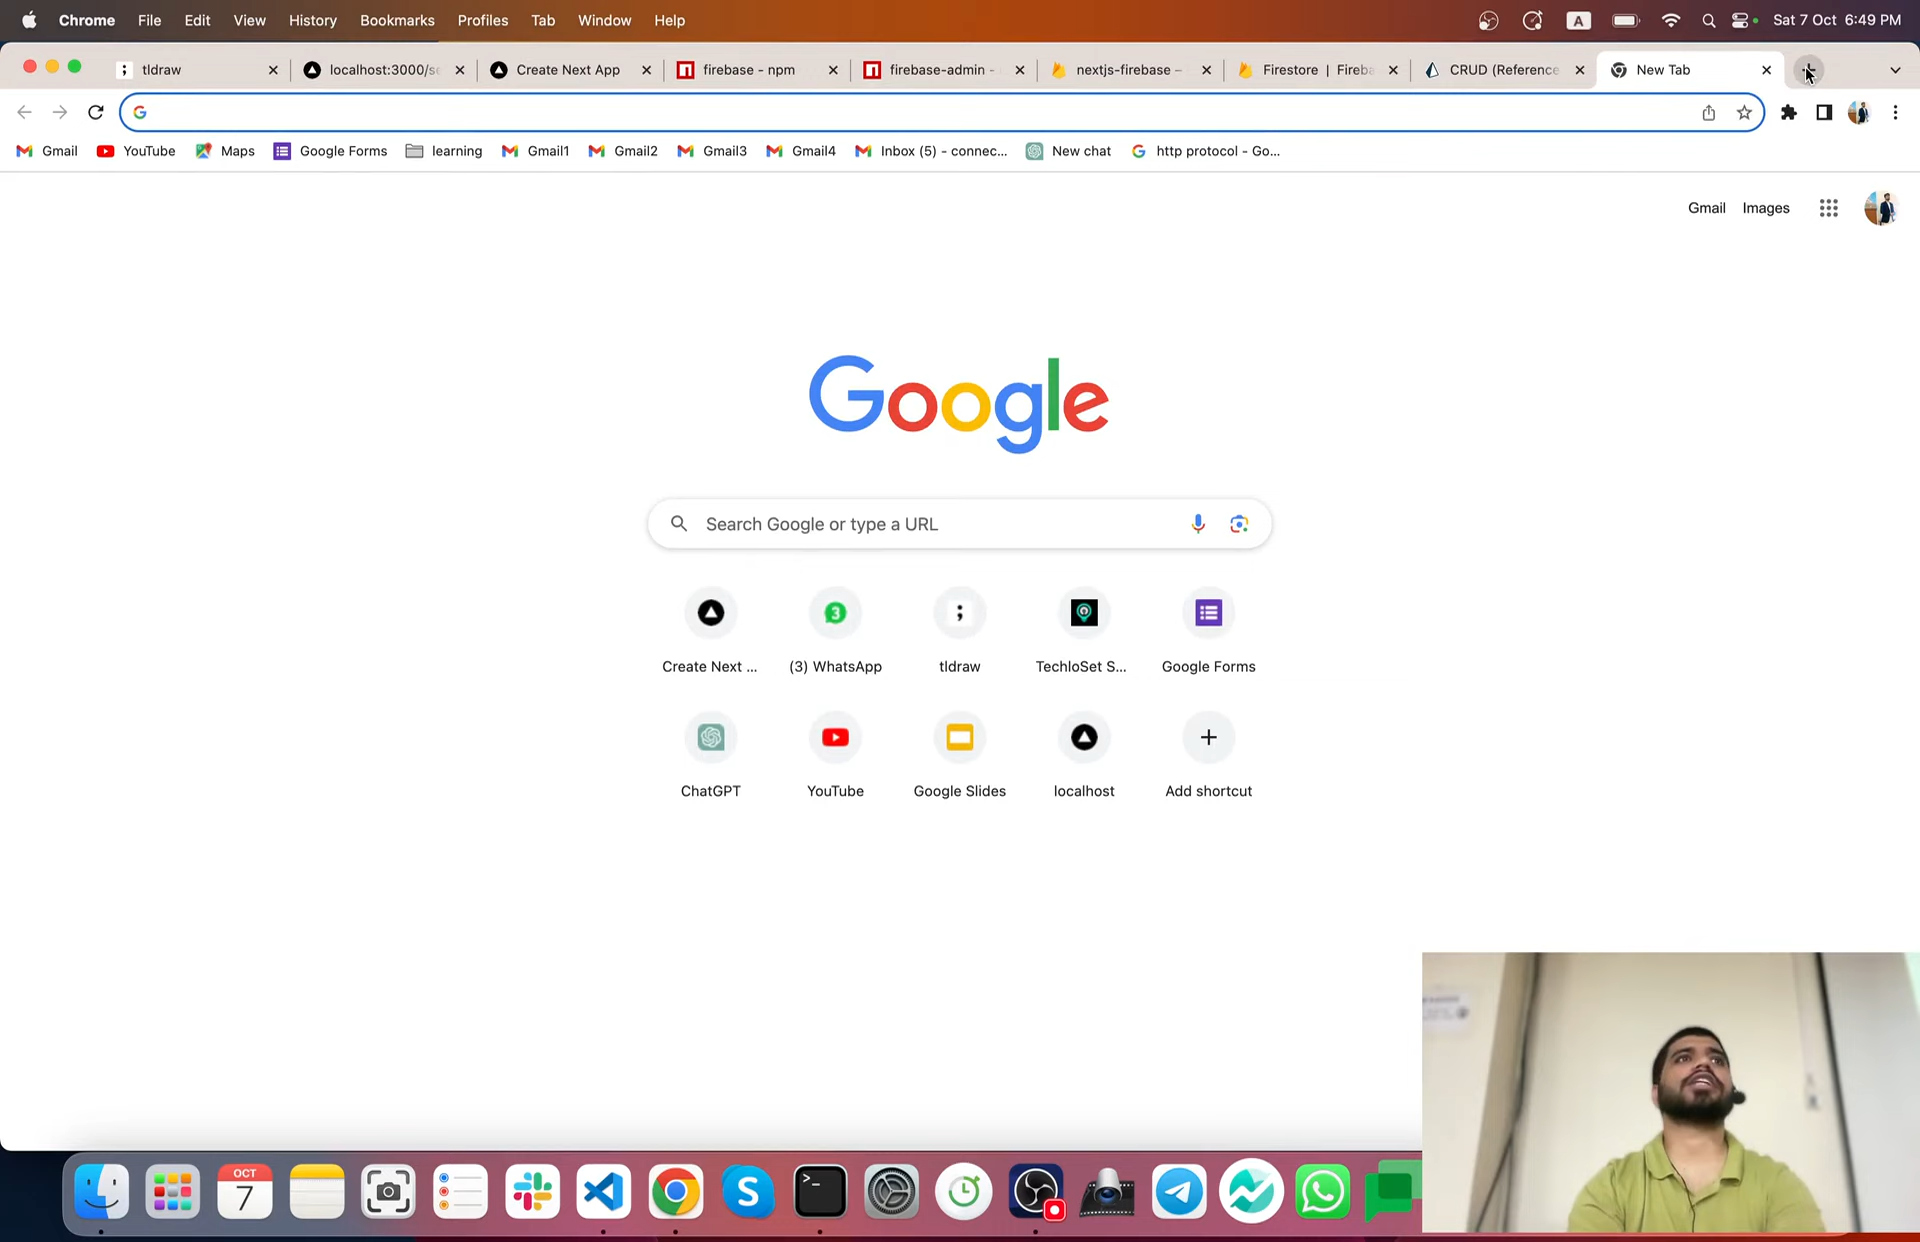 Chrome File Edit View History Bookmarks Profiles Tab Window Help A Sat 7 Oct 6:49 PM
tldraw localhost:3000/se Create Next App firebase - npm firebase-admin - nextjs-firebase – Firestore | Fireba CRUD (Reference New Tab
Gmail YouTube Maps Google Forms learning Gmail1 Gmail2 Gmail3 Gmail4 Inbox (5) - connec... New chat http protocol - Go...
Gmail Images
Google
Search Google or type a URL
Create Next ... (3) WhatsApp tldraw TechloSet S... Google Forms
ChatGPT YouTube Google Slides localhost Add shortcut
OCT
7